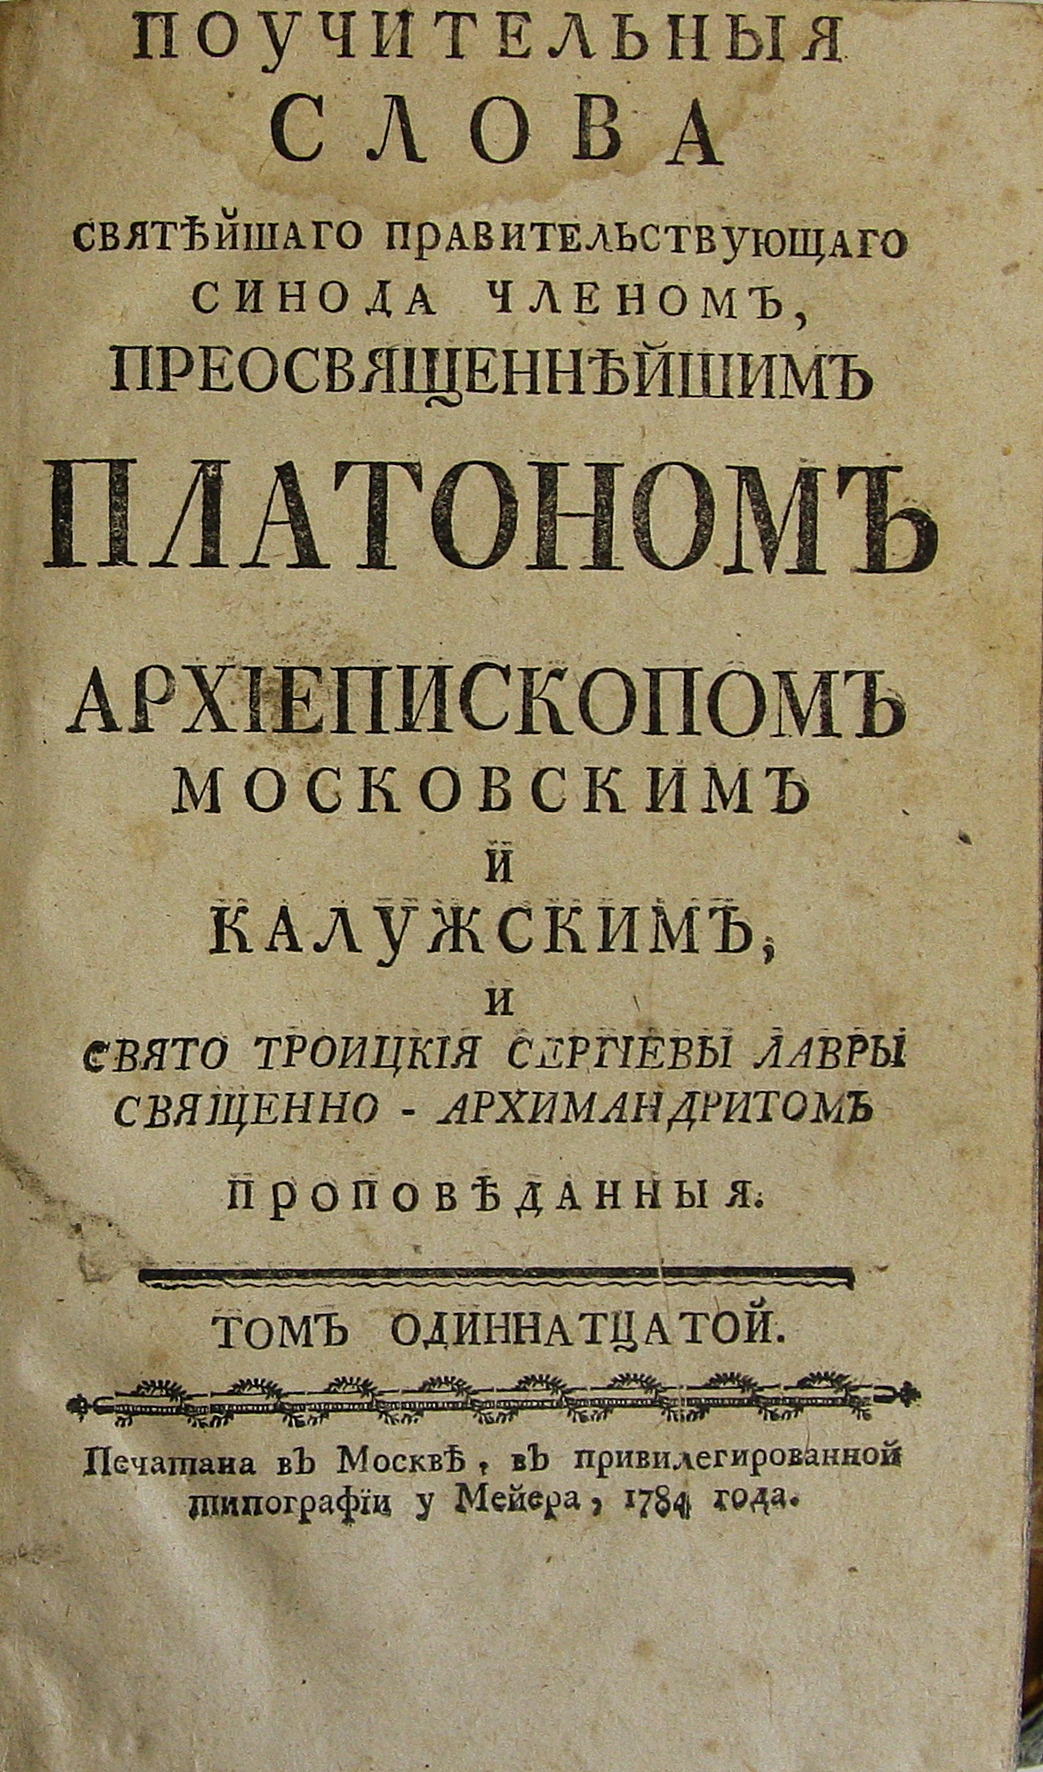 ПОУЧИТЕЛЬНЫЯ
СЛОВА
СВЯТѢЙШАГО ПРАВИТЕЛЬСТВУЮЩАГО
СИНОДА ЧЛЕНОМЪ,
ПРЕОСВЯЩЕННѢЙШИМЪ
ПЛАТОНОМЪ
АРХІЕПИСКОПОМЪ
МОСКОВСКИМЪ
И
КАЛУЖСКИМЪ,
И
СВЯТО ТРОИЦКІЯ СЕРГІЕВЫ ЛАВРЫ
СВЯЩЕННО - АРХИМАНДРИТОМЪ
ПРОПОВѢДАННЫЯ.
ТОМЪ ОДИННАТЦАТОЙ.
Печатана вЪ Москвѣ, вЪ привилегированной
типографїи у Мейера, 1784 года.